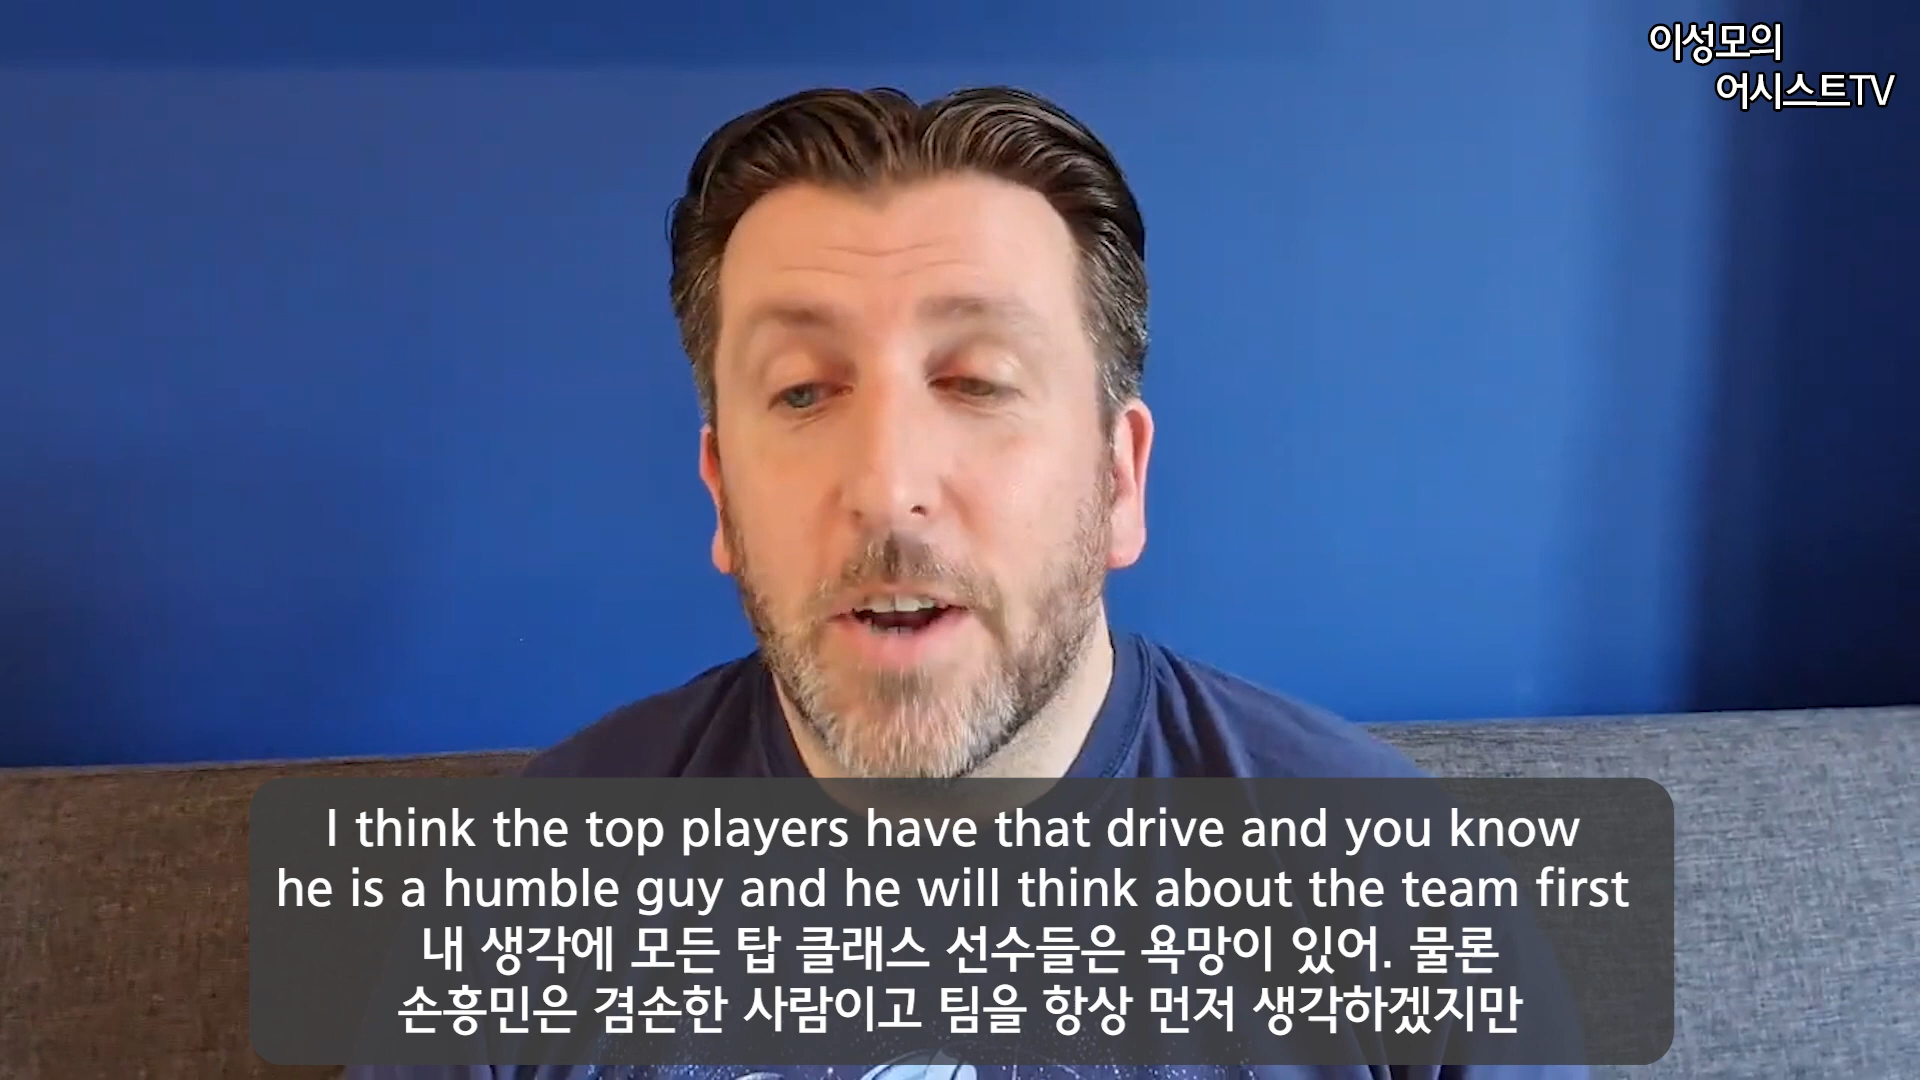 이성모의
어시스트TV
I think the top players have that drive and you know
he is a humble guy and he will think about the team first
내 생각에 모든 탑 클래스 선수들은 욕망이 있어. 물론
손흥민은 겸손한 사람이고 팀을 항상 먼저 생각하겠지만